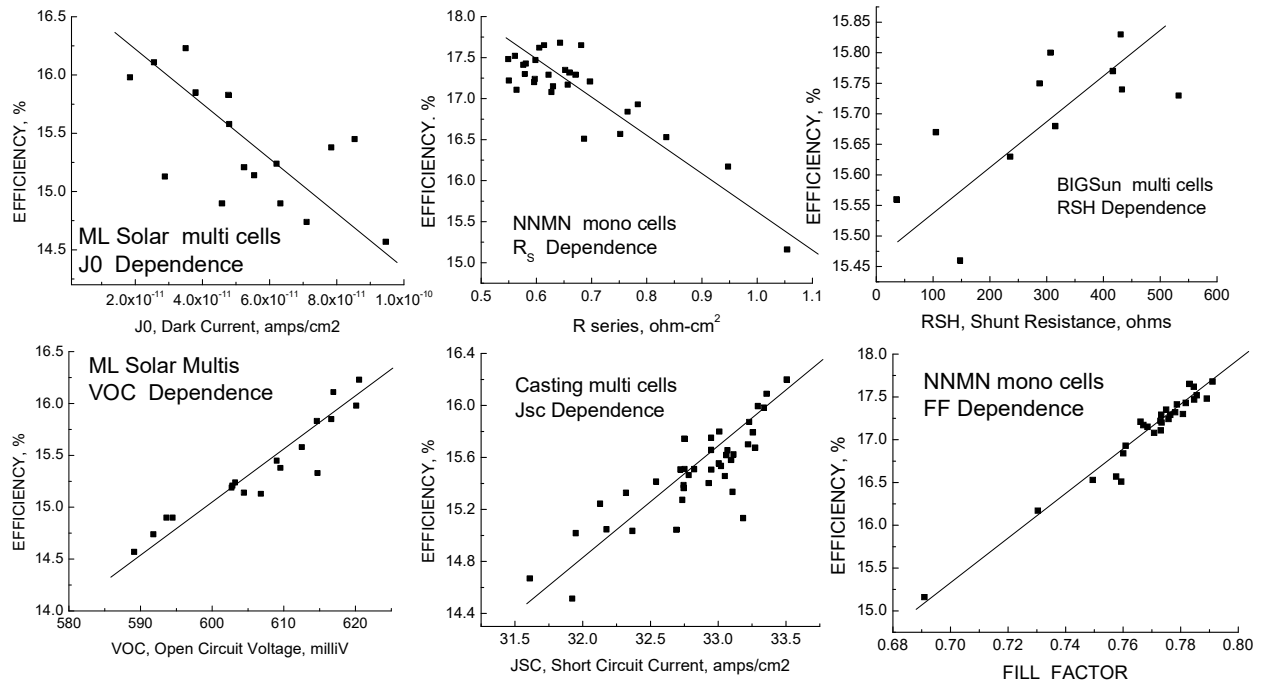 16.5
16.0
15.5
15.0
14.5
EFFICIENCY, %
ML Solar multi cells
J0 Dependence
2.0x10-11 4.0x10-11 6.0x10-11 8.0x10-11 1.0x10-10
J0, Dark Current, amps/cm2
18.0
17.5
17.0
16.5
16.0
15.5
15.0
EFFICIENCY. %
NNMN mono cells
RS Dependence
0.5 0.6 0.7 0.8 0.9 1.0 1.1
R series, ohm-cm2
15.85
15.80
15.75
15.70
15.65
15.60
15.55
15.50
15.45
EFFICIENCY, %
BIGSun multi cells
RSH Dependence
0 100 200 300 400 500 600
RSH, Shunt Resistance, ohms
16.5
16.0
15.5
15.0
14.5
14.0
EFFICIENCY, %
ML Solar Multis
VOC Dependence
580 590 600 610 620
VOC, Open Circuit Voltage, milliV
16.4
16.0
15.6
15.2
14.8
14.4
EFFICIENCY, %
Casting multi cells
Jsc Dependence
31.5 32.0 32.5 33.0 33.5
JSC, Short Circuit Current, amps/cm2
18.0
17.5
17.0
16.5
16.0
15.5
15.0
EFFICIENCY, %
NNMN mono cells
FF Dependence
0.68 0.70 0.72 0.74 0.76 0.78 0.80
FILL FACTOR